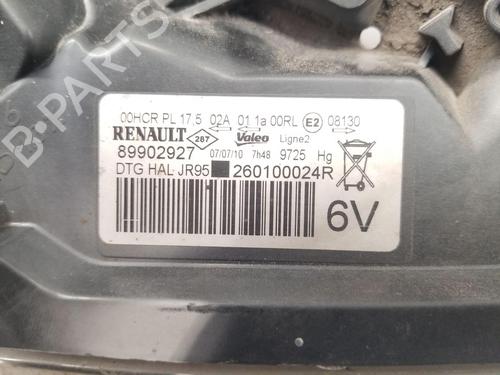 00HCR PL 17,5 02A 01 1a 00RL E2 08130
RENAULT 287 Valeo Ligne2
89902927 07/07/10 7h48 9725 Hg
DTG HAL JR95 260100024R
6V
B-PARTS